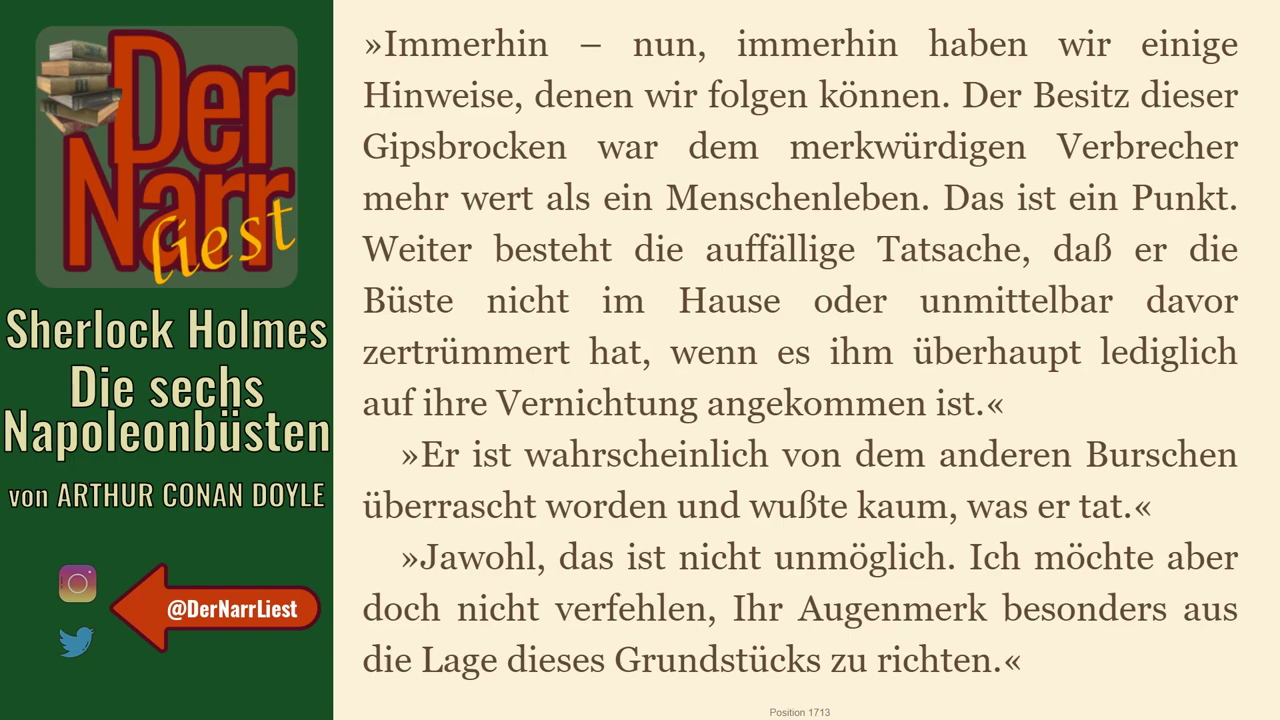 Der
Narr
liest
Sherlock Holmes
Die sechs
Napoleonbüsten
von ARTHUR CONAN DOYLE
@DerNarrLiest
»Immerhin – nun, immerhin haben wir einige
Hinweise, denen wir folgen können. Der Besitz dieser
Gipsbrocken war dem merkwürdigen Verbrecher
mehr wert als ein Menschenleben. Das ist ein Punkt.
Weiter besteht die auffällige Tatsache, daß er die
Büste nicht im Hause oder unmittelbar davor
zertrümmert hat, wenn es ihm überhaupt lediglich
auf ihre Vernichtung angekommen ist.«
»Er ist wahrscheinlich von dem anderen Burschen
überrascht worden und wußte kaum, was er tat.«
»Jawohl, das ist nicht unmöglich. Ich möchte aber
doch nicht verfehlen, Ihr Augenmerk besonders aus
die Lage dieses Grundstücks zu richten.«
Position 1713